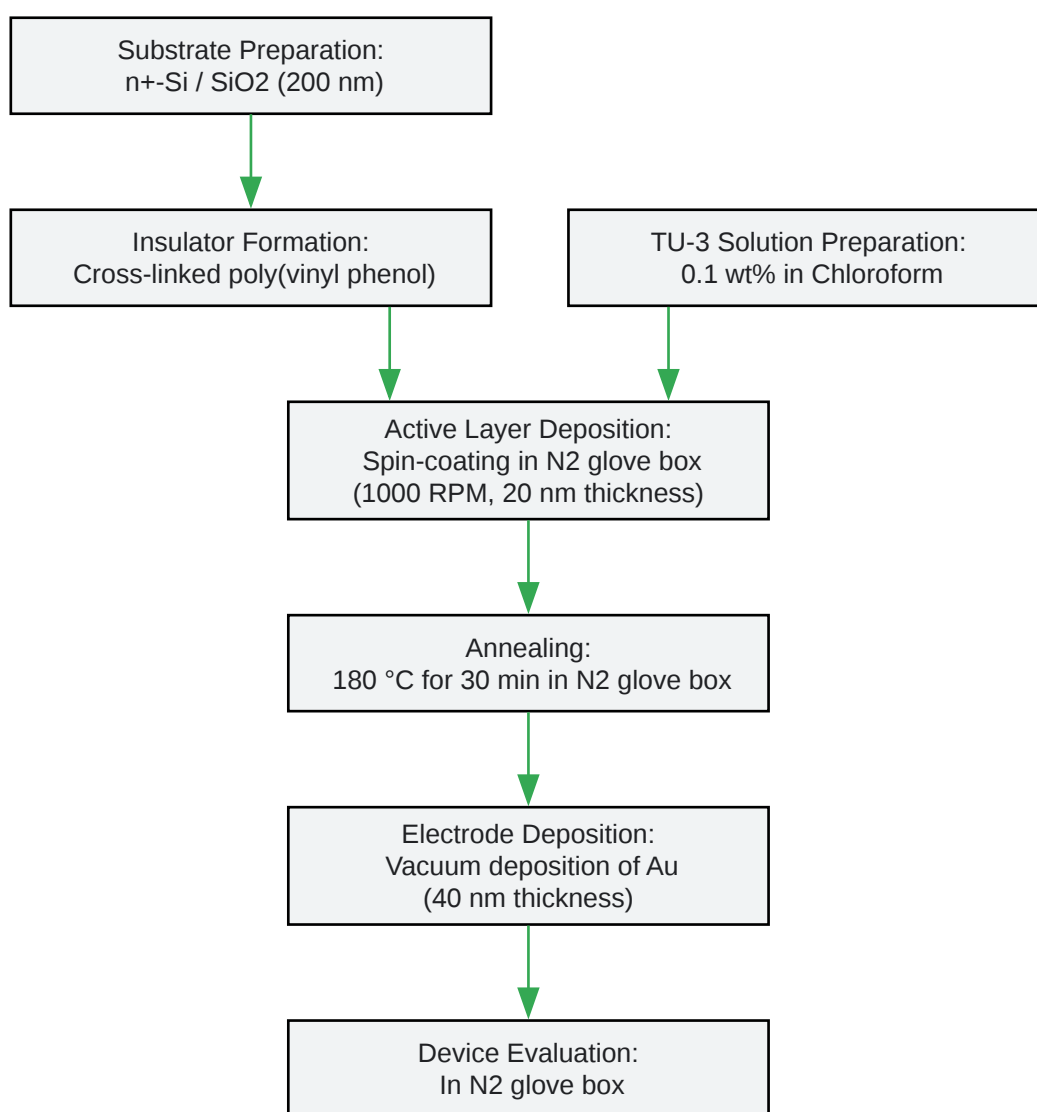 Substrate Preparation:
n+-Si / SiO2 (200 nm)
Insulator Formation:
Cross-linked poly(vinyl phenol)
TU-3 Solution Preparation:
0.1 wt% in Chloroform
Active Layer Deposition:
Spin-coating in N2 glove box
(1000 RPM, 20 nm thickness)
Annealing:
180 °C for 30 min in N2 glove box
Electrode Deposition:
Vacuum deposition of Au
(40 nm thickness)
Device Evaluation:
In N2 glove box